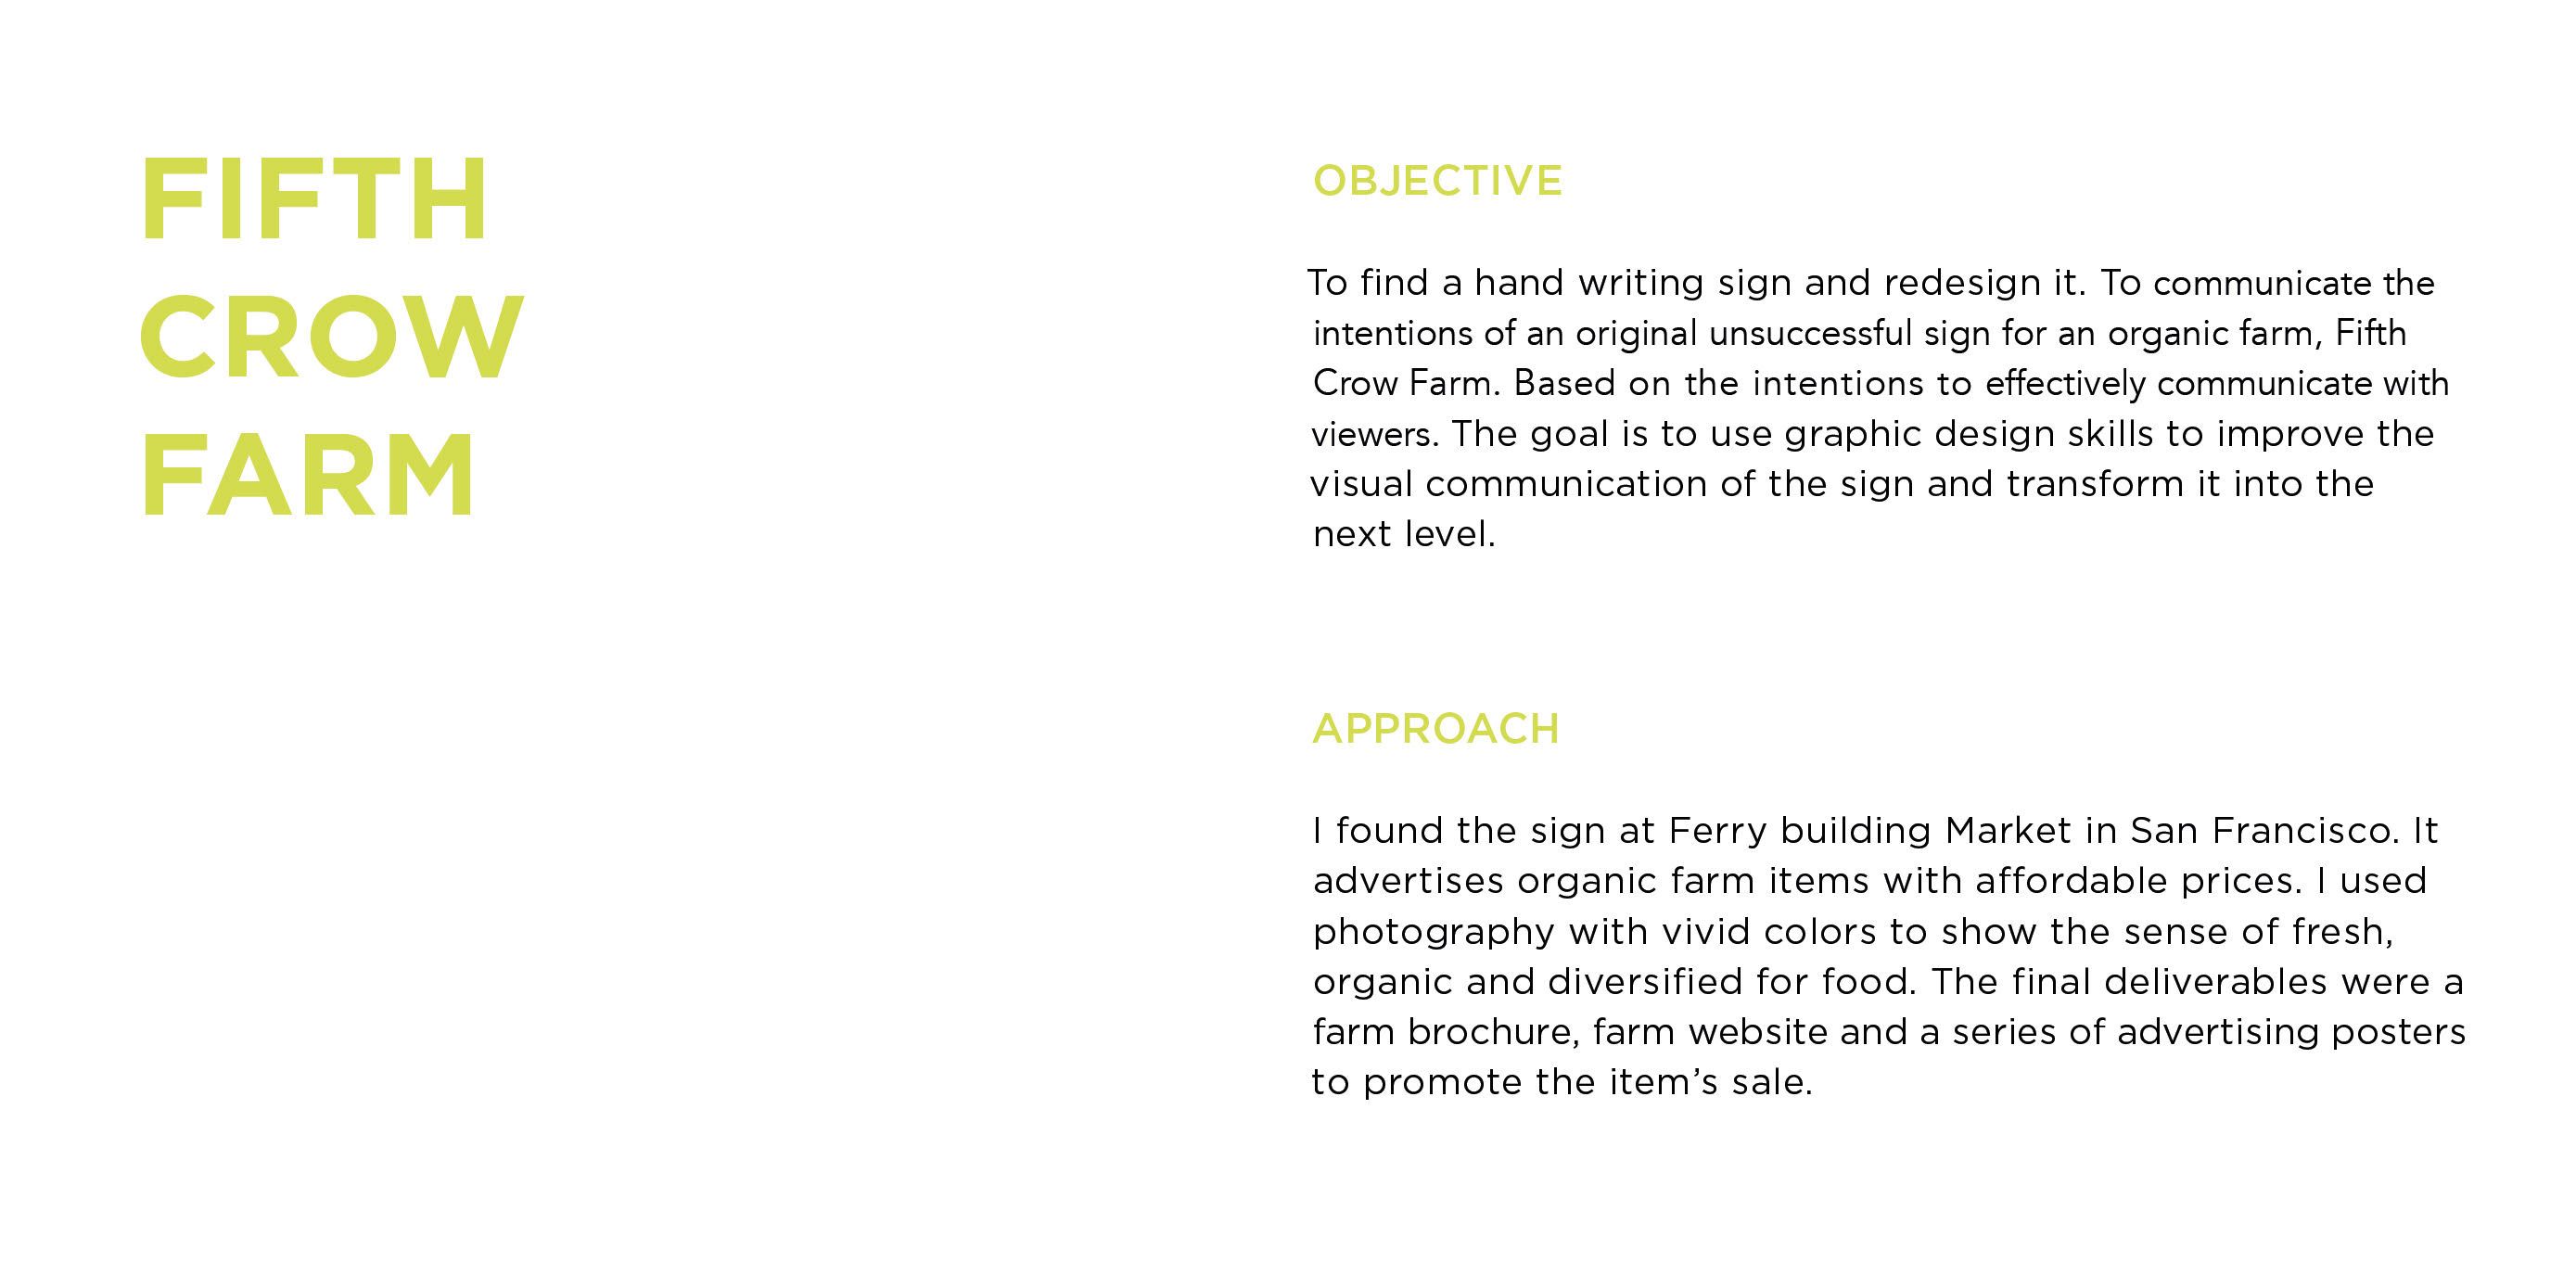 FIFTH
CROW
FARM
OBJECTIVE
To find a hand writing sign and redesign it. To communicate the
intentions of an original unsuccessful sign for an organic farm, Fifth
Crow Farm. Based on the intentions to effectively communicate with
viewers. The goal is to use graphic design skills to improve the
visual communication of the sign and transform it into the
next level.
APPROACH
I found the sign at Ferry building Market in San Francisco. It
advertises organic farm items with affordable prices. I used
photography with vivid colors to show the sense of fresh,
organic and diversified for food. The final deliverables were a
farm brochure, farm website and a series of advertising posters
to promote the item’s sale.